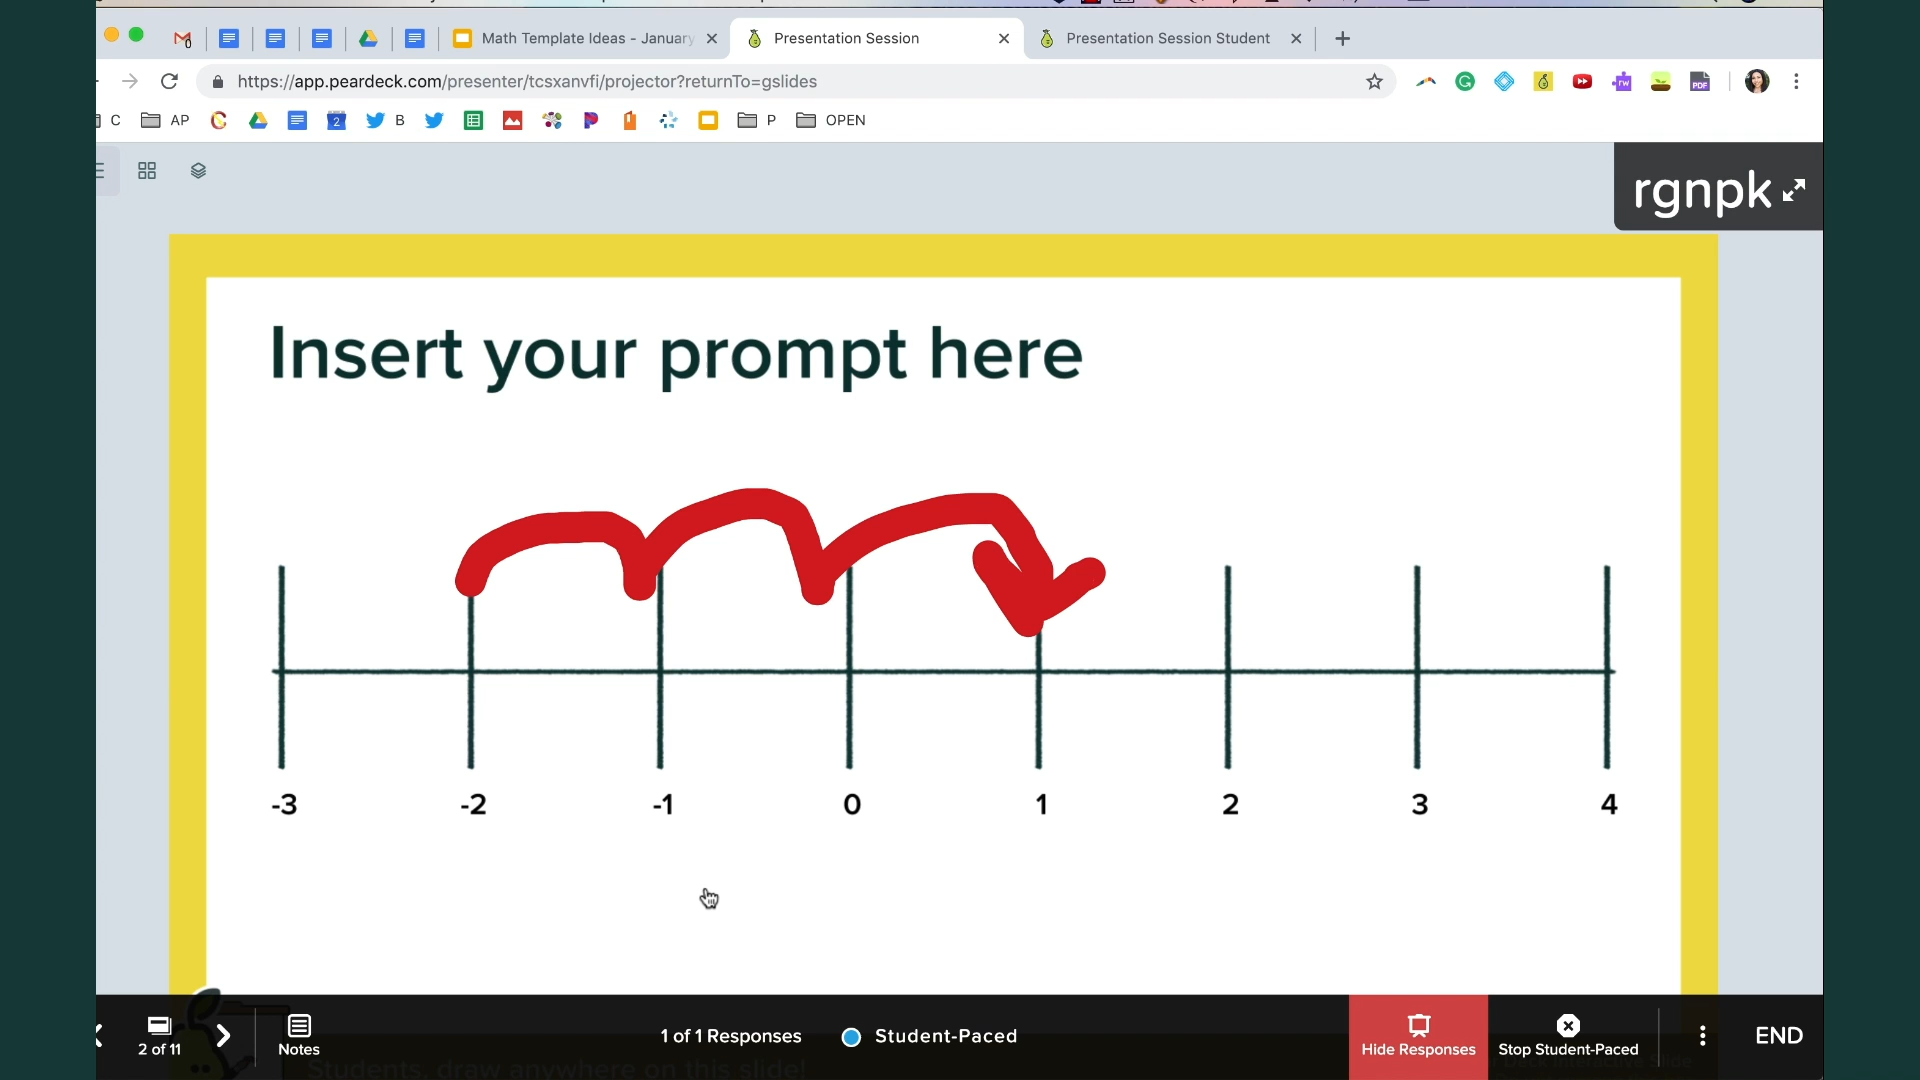 Math Template Ideas - January
Presentation Session
Presentation Session Student
https://app.peardeck.com/presenter/tcsxanvfi/projector?returnTo=gslides
C
AP
2
B
P
OPEN
rgnpk
Insert your prompt here
-3 -2 -1 0 1 2 3 4
2 of 11
Notes
1 of 1 Responses
Student-Paced
Hide Responses
Stop Student-Paced
END
Students, draw anywhere on this slide!